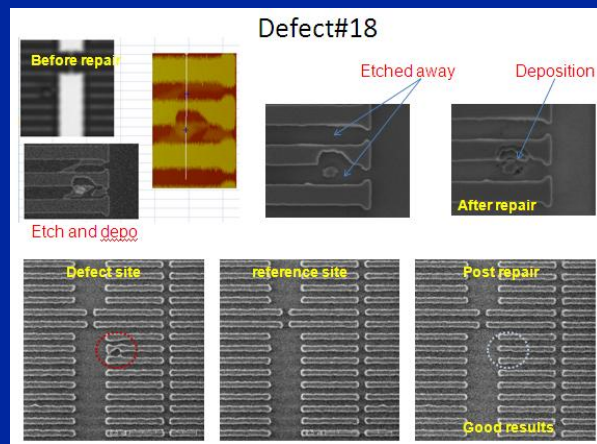 Defect#18
Before repair
Etched away
Deposition
After repair
Etch and depo
Defect site
reference site
Post repair
Good results